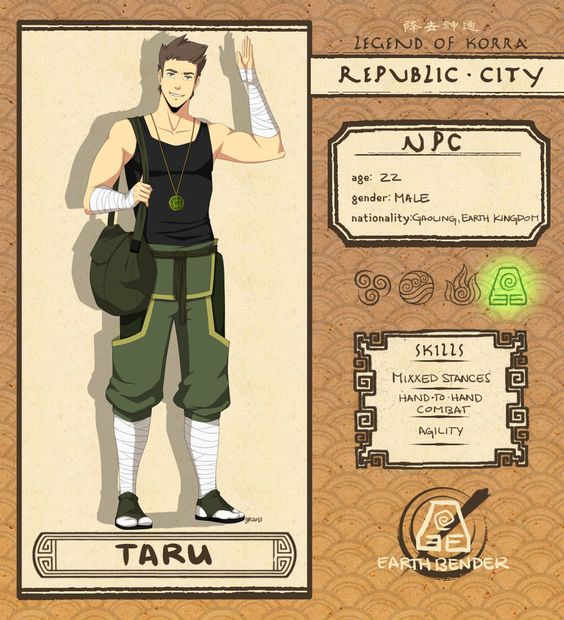 降去神通
LEGEND OF KORRA
REPUBLIC · CITY
NPC
age: 22
gender: MALE
nationality: GAOLING, EARTH KINGDOM
SKILLS
MIXXED STANCES
HAND-TO-HAND
COMBAT
AGILITY
TARU
EARTH BENDER